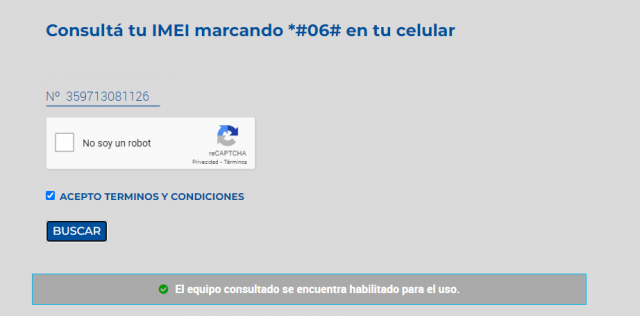 Consultá tu IMEI marcando *#06# en tu celular
Nº 359713081126
No soy un robot
reCAPTCHA
Privacidad - Términos
ACEPTO TERMINOS Y CONDICIONES
BUSCAR
El equipo consultado se encuentra habilitado para el uso.